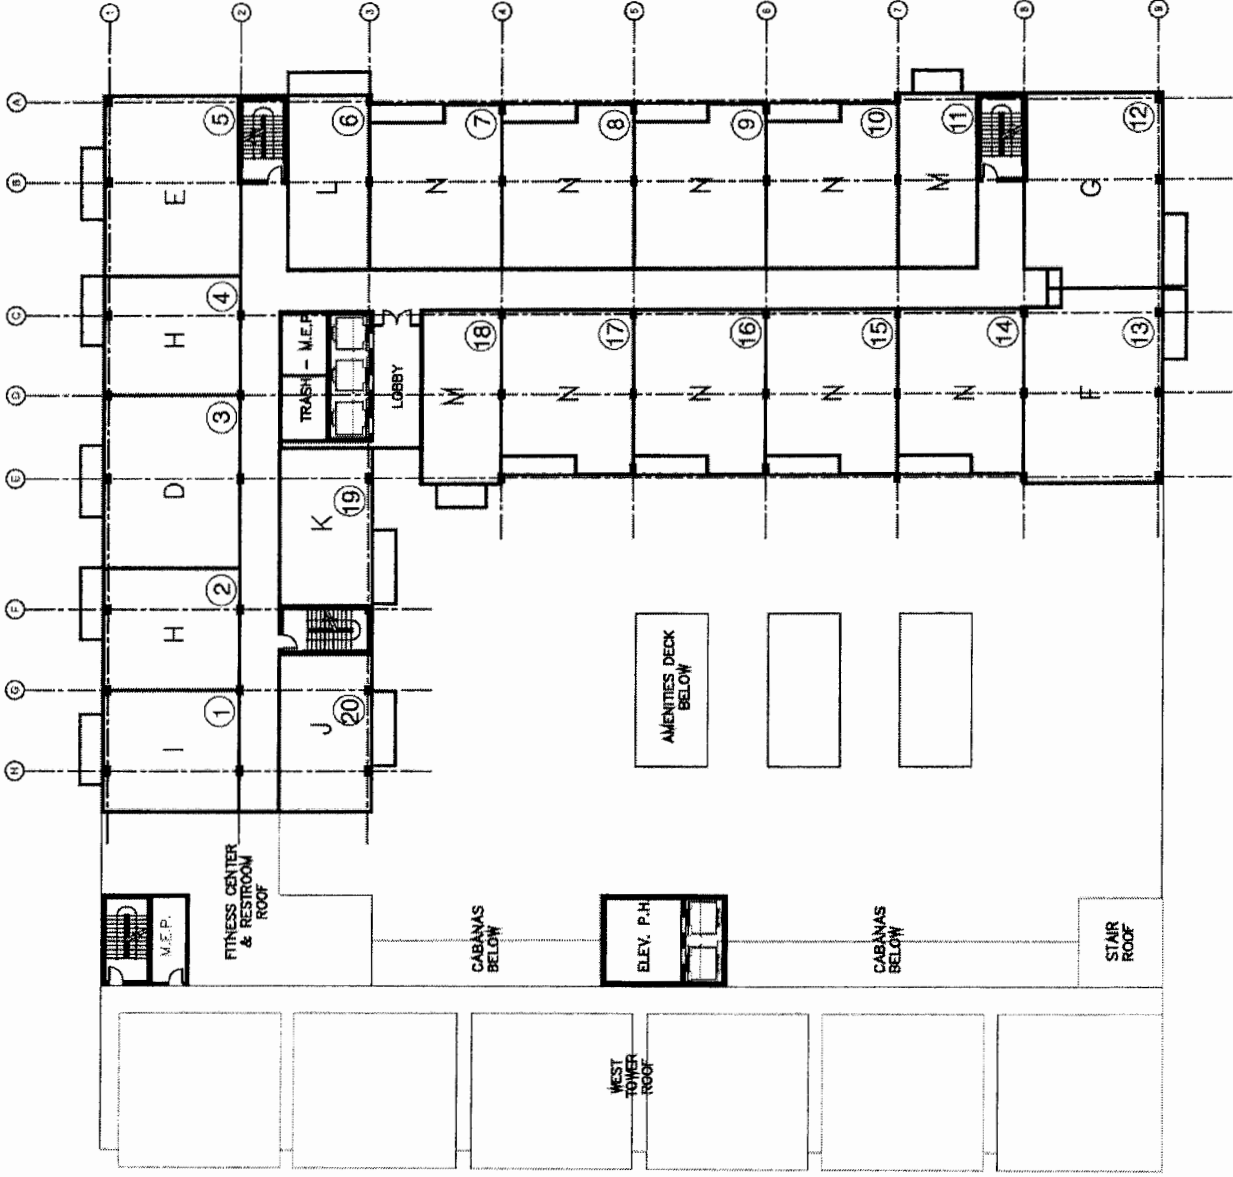 1
2
3
4
5
6
7
8
9
A
B
C
D
E
F
G
H
E
5
L
6
N
7
N
8
N
9
N
10
M
11
G
12
H
4
TRASH - M.E.P.
LOBBY
M
18
N
17
N
16
N
15
N
14
F
13
D
3
K
19
H
2
I
1
J
20
AMENITIES DECK
BELOW
M.E.P.
FITNESS CENTER
& RESTROOM
ROOF
CABANAS
BELOW
ELEV. P.H.
CABANAS
BELOW
STAIR
ROOF
WEST
TOWER
ROOF